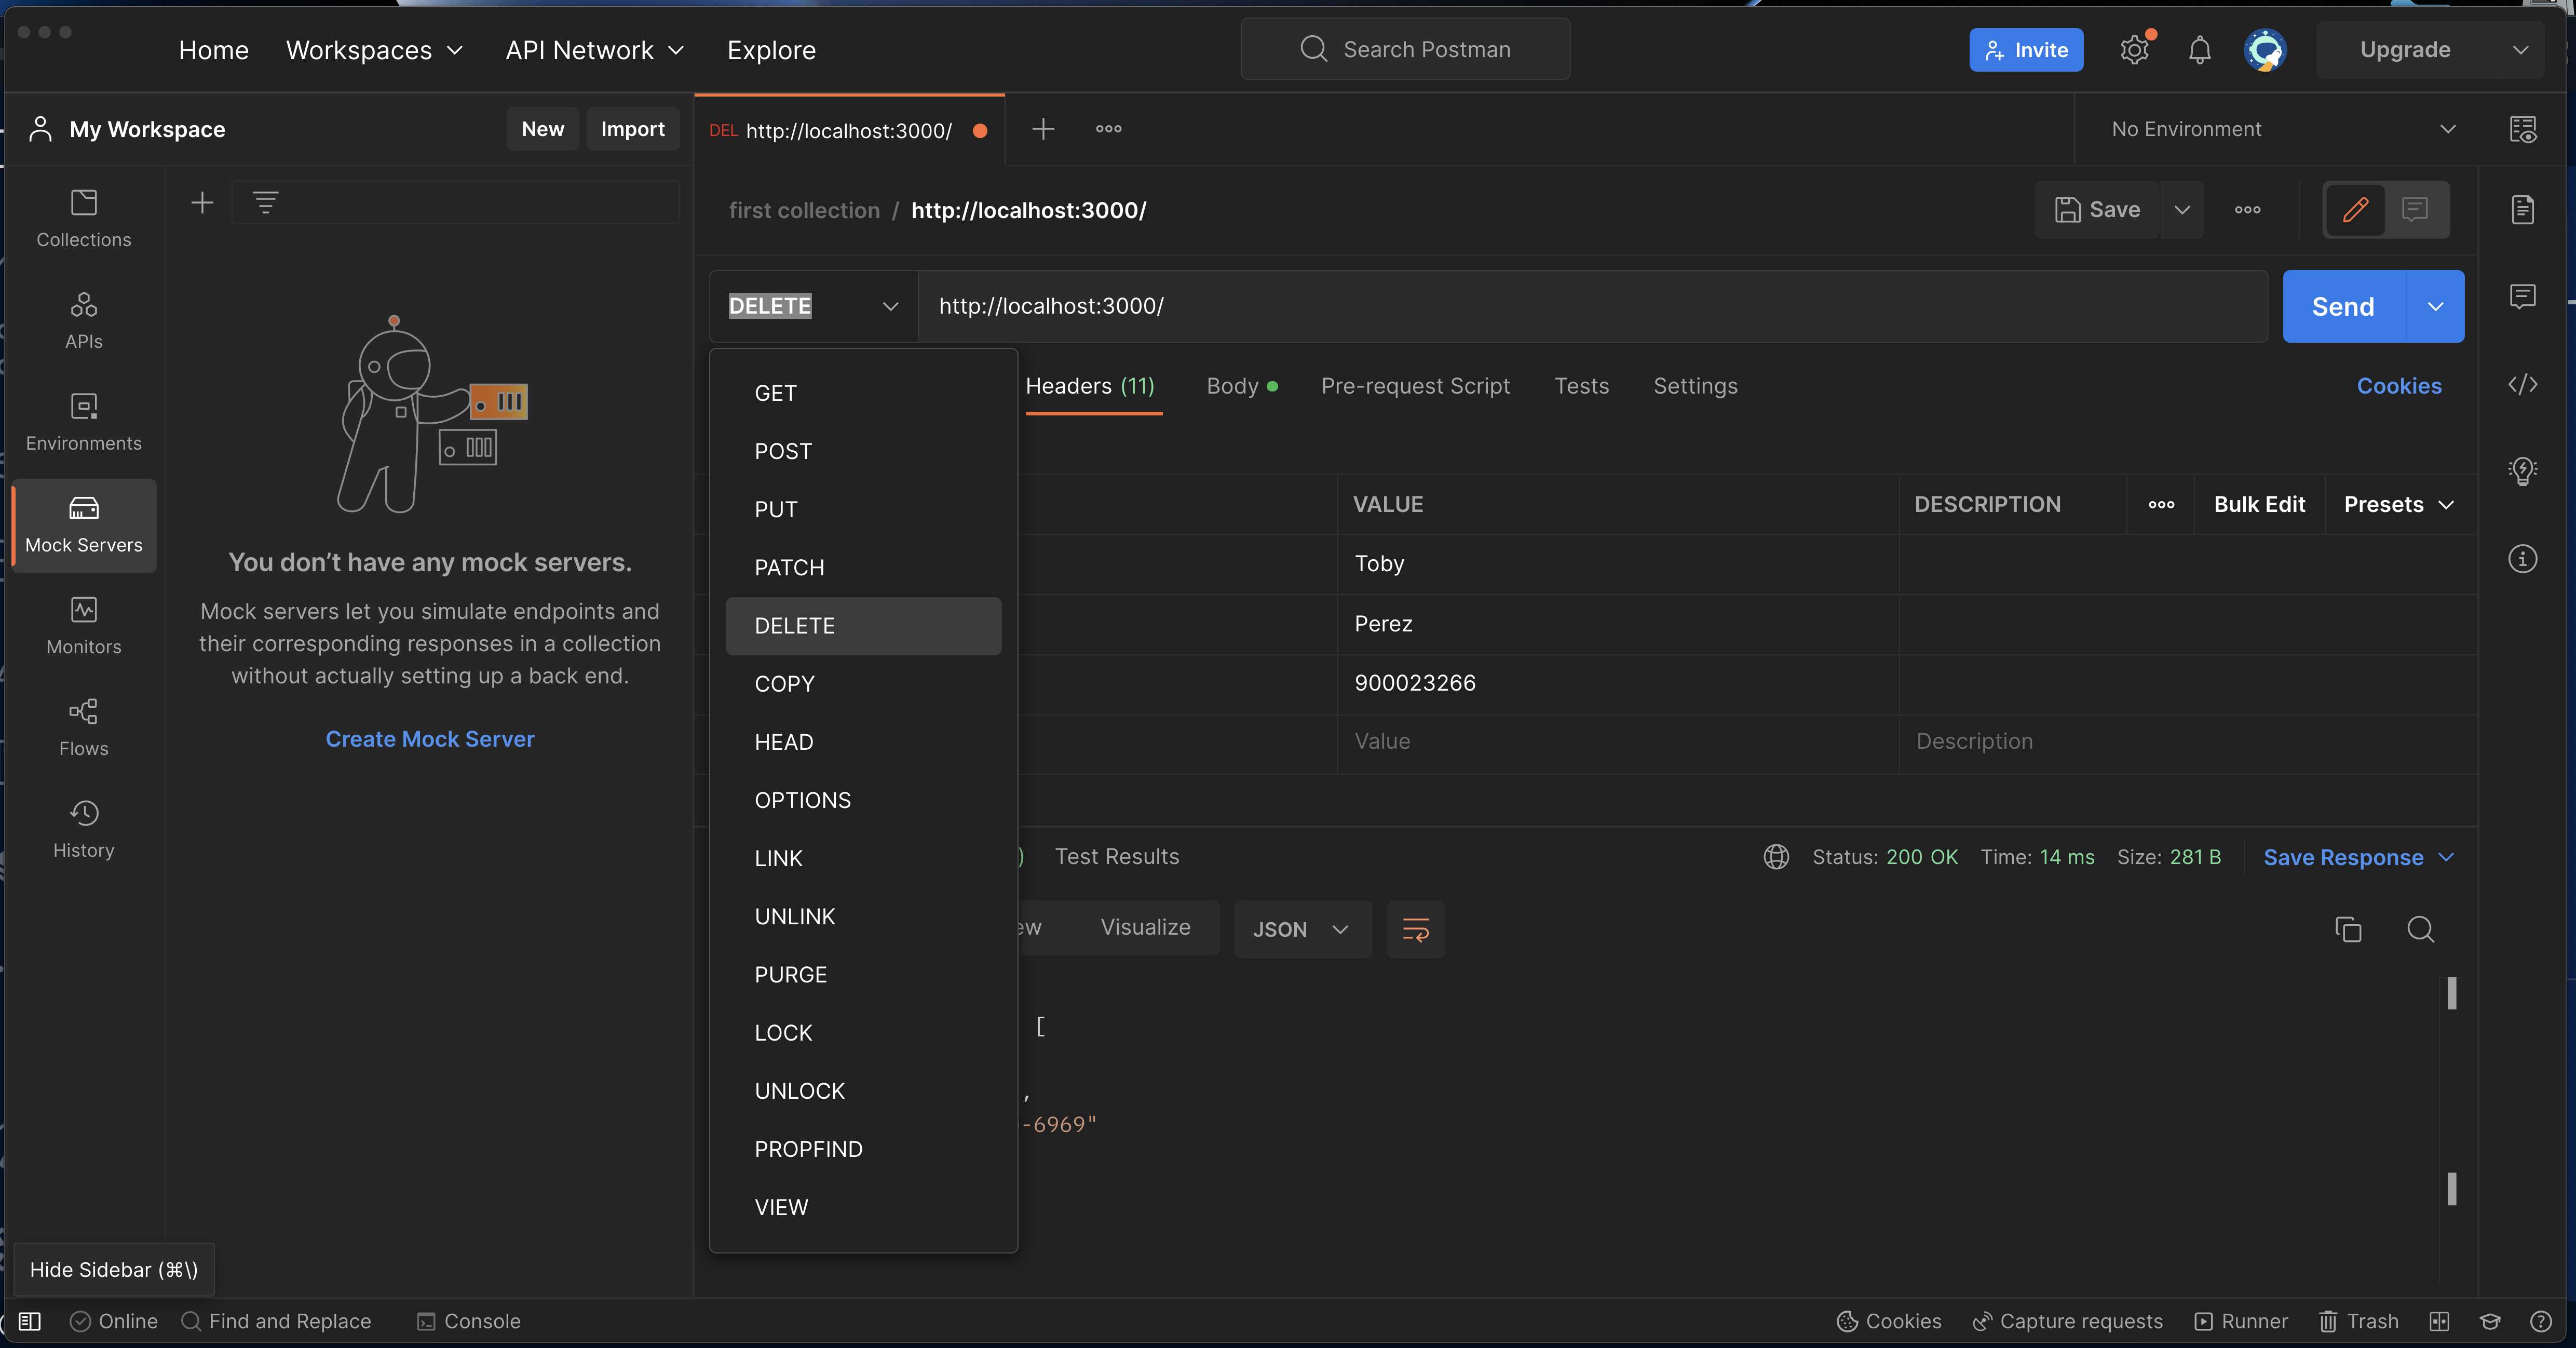 Home Workspaces API Network Explore Search Postman Invite Upgrade
My Workspace New Import
DEL http://localhost:3000/
No Environment
Collections
APIs
Environments
Mock Servers
Monitors
Flows
History
You don’t have any mock servers.
Mock servers let you simulate endpoints and
their corresponding responses in a collection
without actually setting up a back end.
Create Mock Server
Hide Sidebar (⌘\)
first collection / http://localhost:3000/
Save
DELETE http://localhost:3000/ Send
GET
POST
PUT
PATCH
DELETE
COPY
HEAD
OPTIONS
LINK
UNLINK
PURGE
LOCK
UNLOCK
PROPFIND
VIEW
Headers (11) Body Pre-request Script Tests Settings Cookies
VALUE DESCRIPTION Bulk Edit Presets
Toby
Perez
900023266
Value Description
) Test Results Status: 200 OK Time: 14 ms Size: 281 B Save Response
Visualize JSON
[
,
-6969"
Online Find and Replace Console Cookies Capture requests Runner Trash